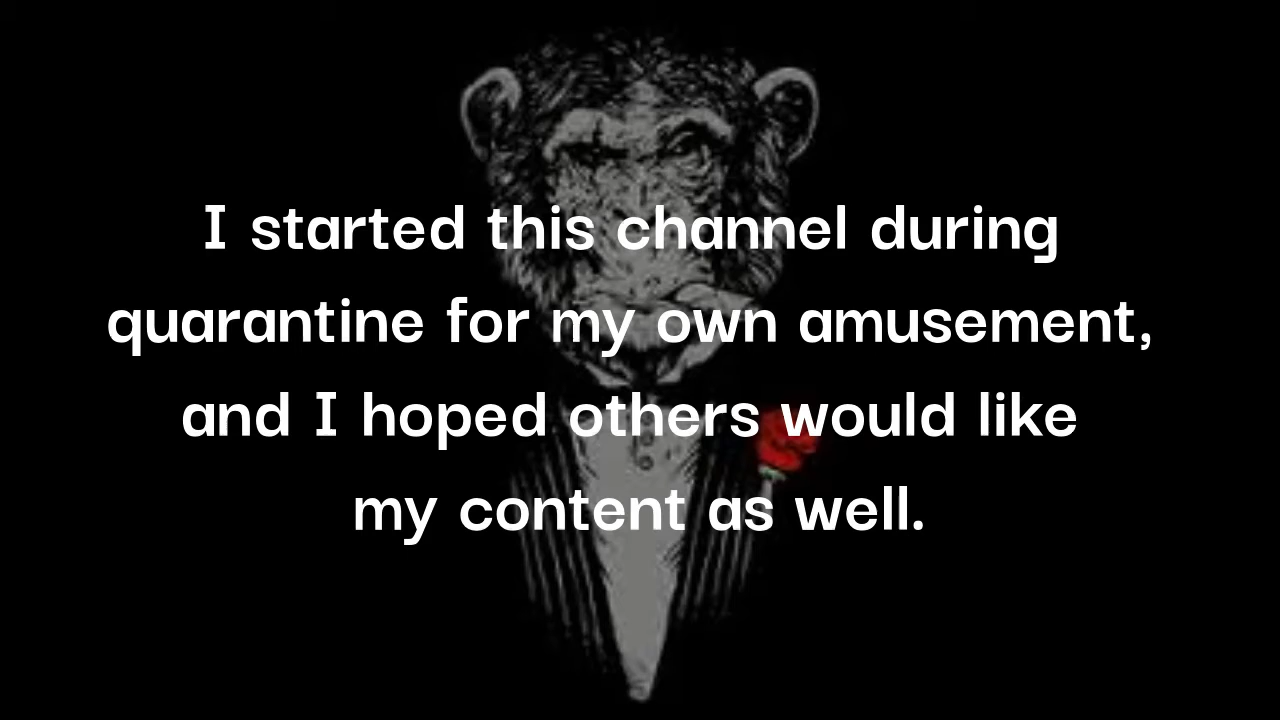 I started this channel during
quarantine for my own amusement,
and I hoped others would like
my content as well.